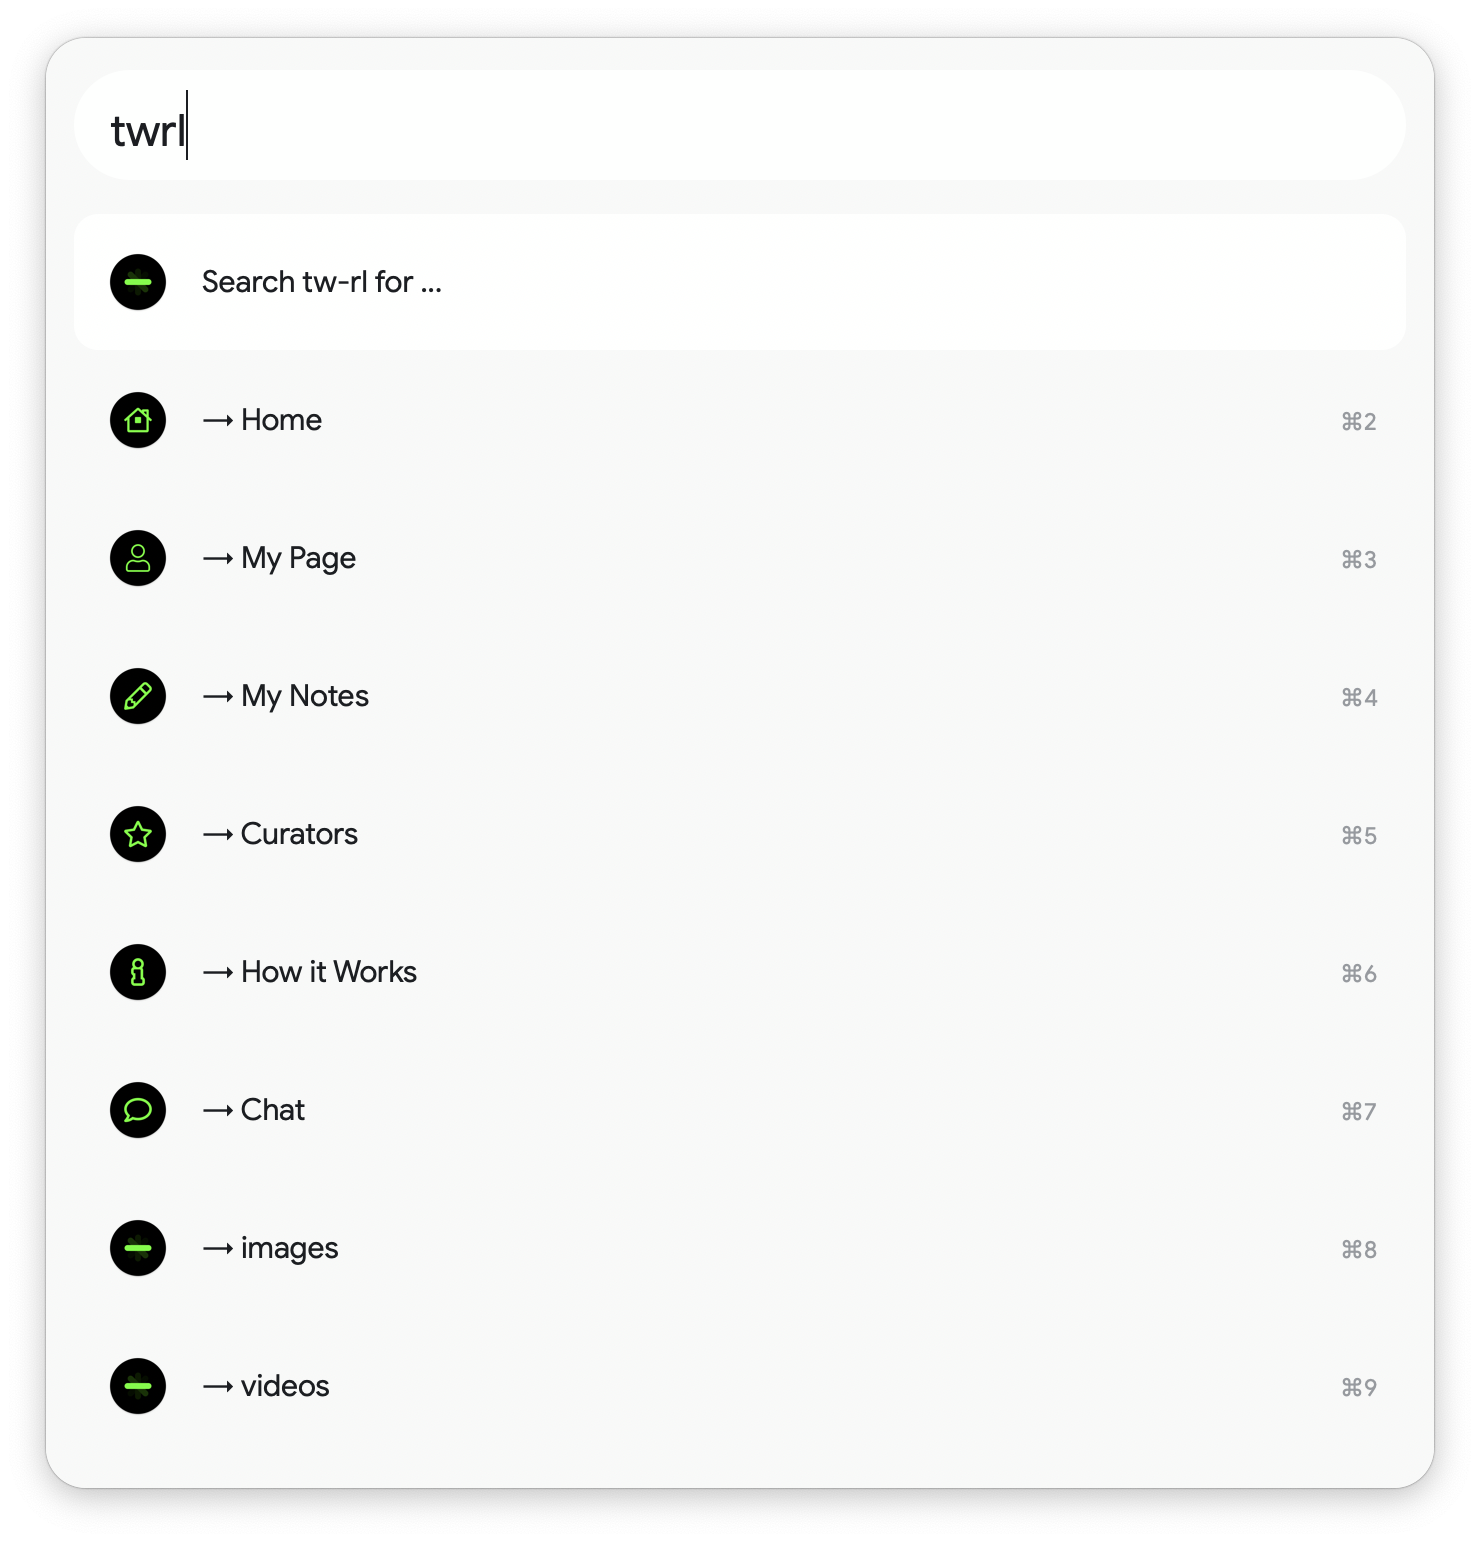 twrl
Search tw-rl for ...
→ Home ⌘2
→ My Page ⌘3
→ My Notes ⌘4
→ Curators ⌘5
→ How it Works ⌘6
→ Chat ⌘7
→ images ⌘8
→ videos ⌘9